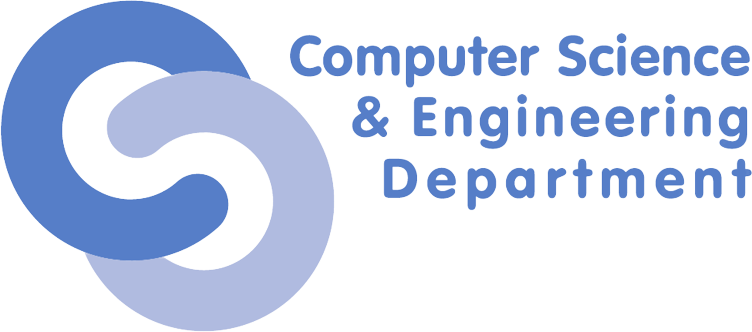 Computer Science
& Engineering
Department